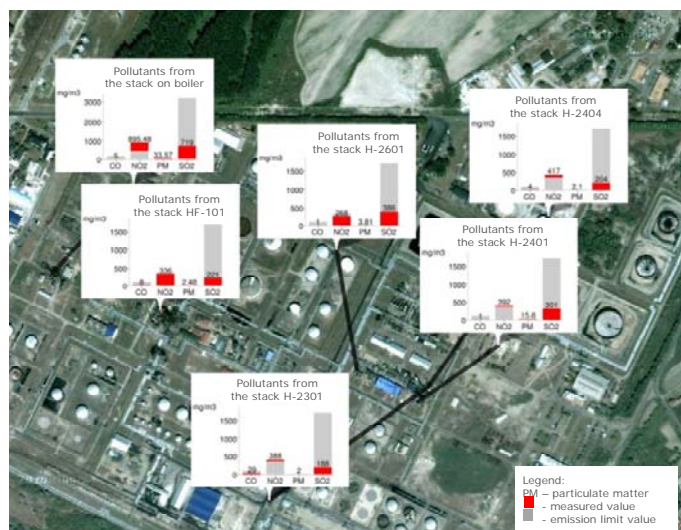 Pollutants from
the stack on boiler
mg/m3
3000
2000
1000
0
5
895.48
33.57
719
CO NO2 PM SO2
Pollutants from
the stack H-2601
mg/m3
1500
1000
500
0
268
3.81
386
CO NO2 PM SO2
Pollutants from
the stack H-2404
mg/m3
1500
1000
500
0
4
417
2.1
204
CO NO2 PM SO2
Pollutants from
the stack HF-101
mg/m3
1500
1000
500
0
336
2.48
221
CO NO2 PM SO2
Pollutants from
the stack H-2401
mg/m3
1500
1000
500
0
392
15.8
301
CO NO2 PM SO2
Pollutants from
the stack H-2301
mg/m3
1500
1000
500
0
29
388
2
188
CO NO2 PM SO2
Legend:
PM – particulate matter
- measured value
- emission limit value